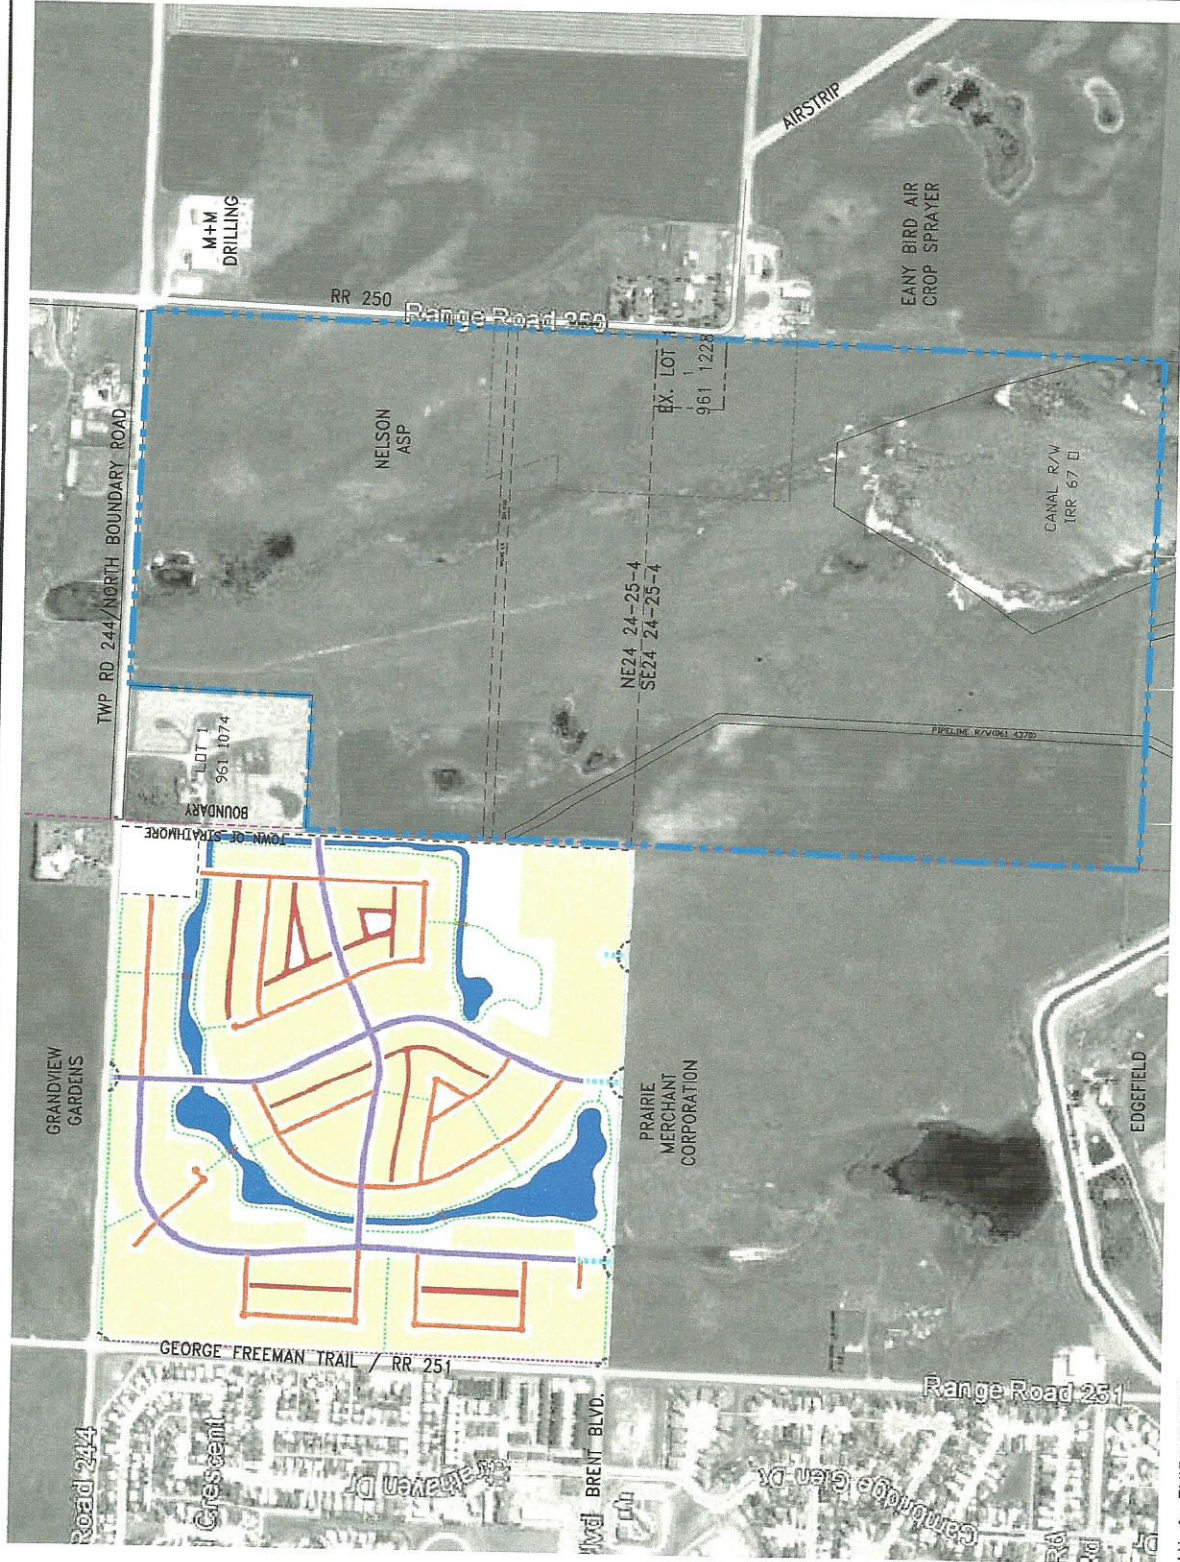 AIRSTRIP
M+M
DRILLING
EANY BIRD AIR
CROP SPRAYER
RR 250
Range Road 250
EX. LOT 1
1
961 1228
TWP RD 244/NORTH BOUNDARY ROAD
NELSON
ASP
CANAL R/W
IRR 67 D
NE24 24-25-4
SE24 24-25-4
LOT 1
961 1074
PIPELINE R/W(961 4370)
BOUNDARY
TOWN OF STRATHMORE
GRANDVIEW
GARDENS
PRAIRIE
MERCHANT
CORPORATION
EDGEFIELD
GEORGE FREEMAN TRAIL / RR 251
Range Road 251
Road 244
Crescent
BRENT BLVD.
lvd
Cambridge Glen Dr
Rd